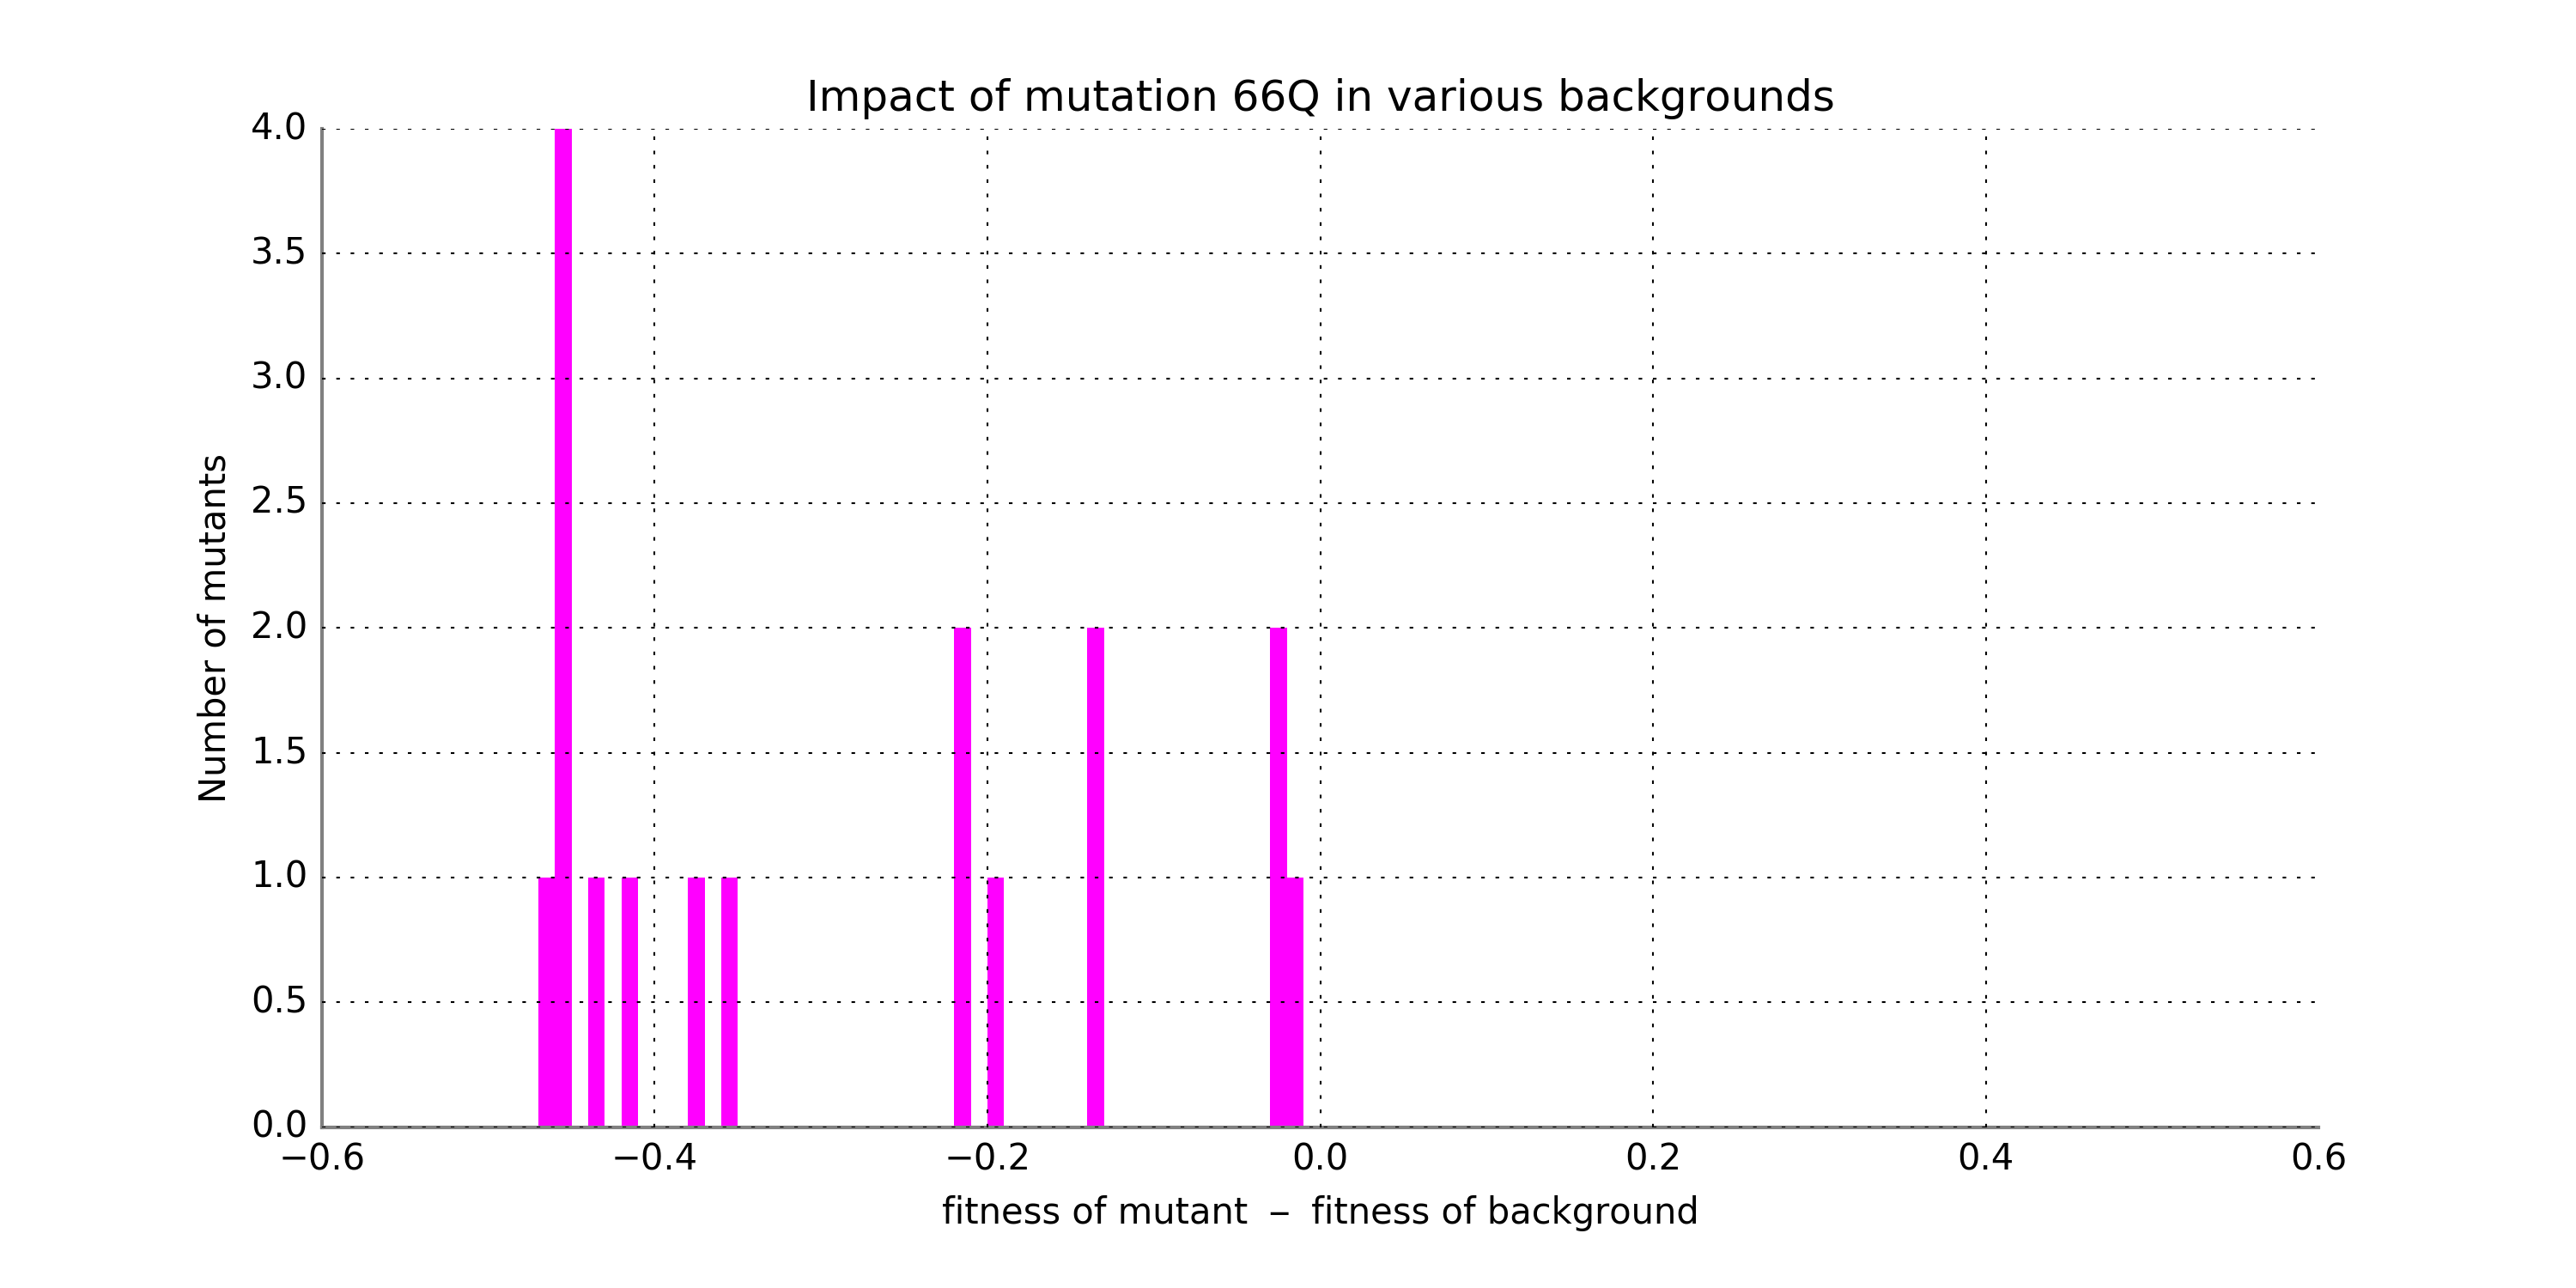 Impact of mutation 66Q in various backgrounds
4.0
3.5
3.0
2.5
2.0
1.5
1.0
0.5
0.0
Number of mutants
−0.6 −0.4 −0.2 0.0 0.2 0.4 0.6
fitness of mutant − fitness of background